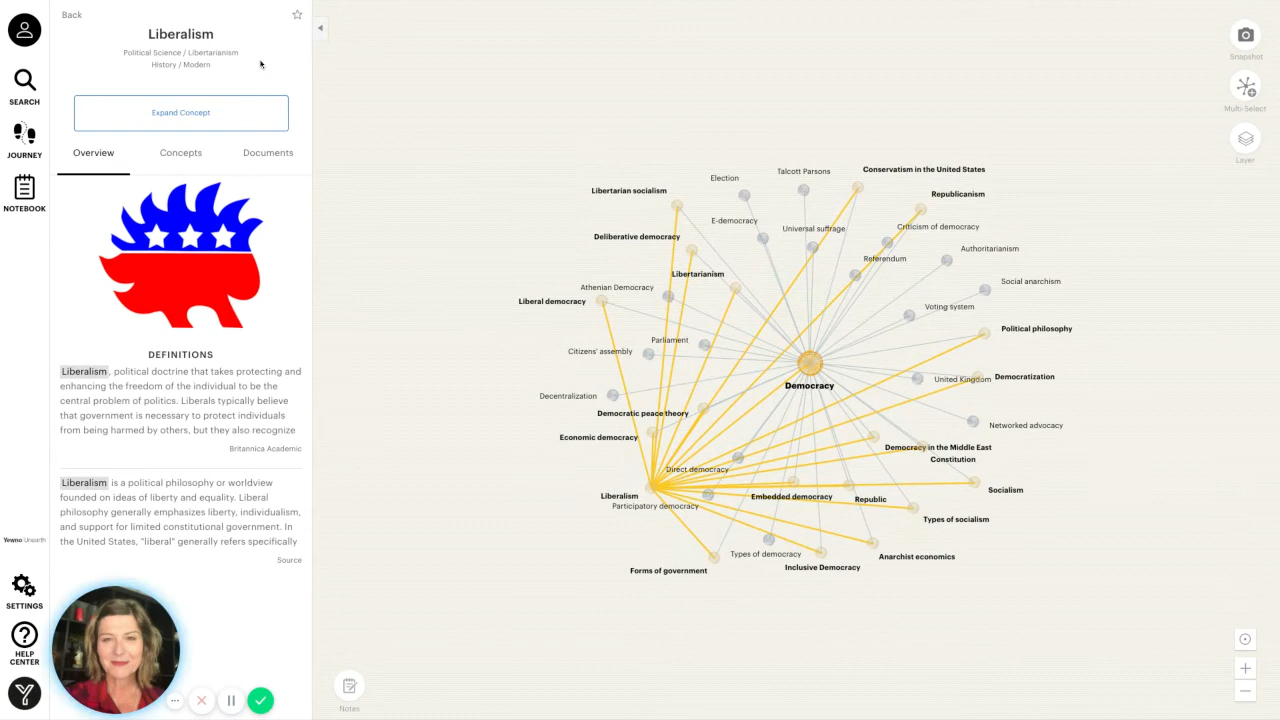 Back
Liberalism
Political Science / Libertarianism
History / Modern
Expand Concept
Overview
Concepts
Documents
DEFINITIONS
Liberalism, political doctrine that takes protecting and
enhancing the freedom of the individual to be the
central problem of politics. Liberals typically believe
that government is necessary to protect individuals
from being harmed by others, but they also recognize
Britannica Academic
Liberalism is a political philosophy or worldview
founded on ideas of liberty and equality. Liberal
philosophy generally emphasizes liberty, individualism,
and support for limited constitutional government. In
the United States, "liberal" generally refers specifically
Source
SEARCH
JOURNEY
NOTEBOOK
Yewno Unearth
SETTINGS
HELP
CENTER
Talcott Parsons
Conservatism in the United States
Election
Libertarian socialism
Republicanism
E-democracy
Universal suffrage
Criticism of democracy
Deliberative democracy
Authoritarianism
Referendum
Libertarianism
Social anarchism
Athenian Democracy
Liberal democracy
Voting system
Political philosophy
Parliament
Citizens' assembly
United Kingdom
Democratization
Democracy
Decentralization
Democratic peace theory
Networked advocacy
Economic democracy
Democracy in the Middle East
Constitution
Direct democracy
Socialism
Liberalism
Embedded democracy
Republic
Participatory democracy
Types of socialism
Types of democracy
Anarchist economics
Inclusive Democracy
Forms of government
Snapshot
Multi-Select
Layer
Notes